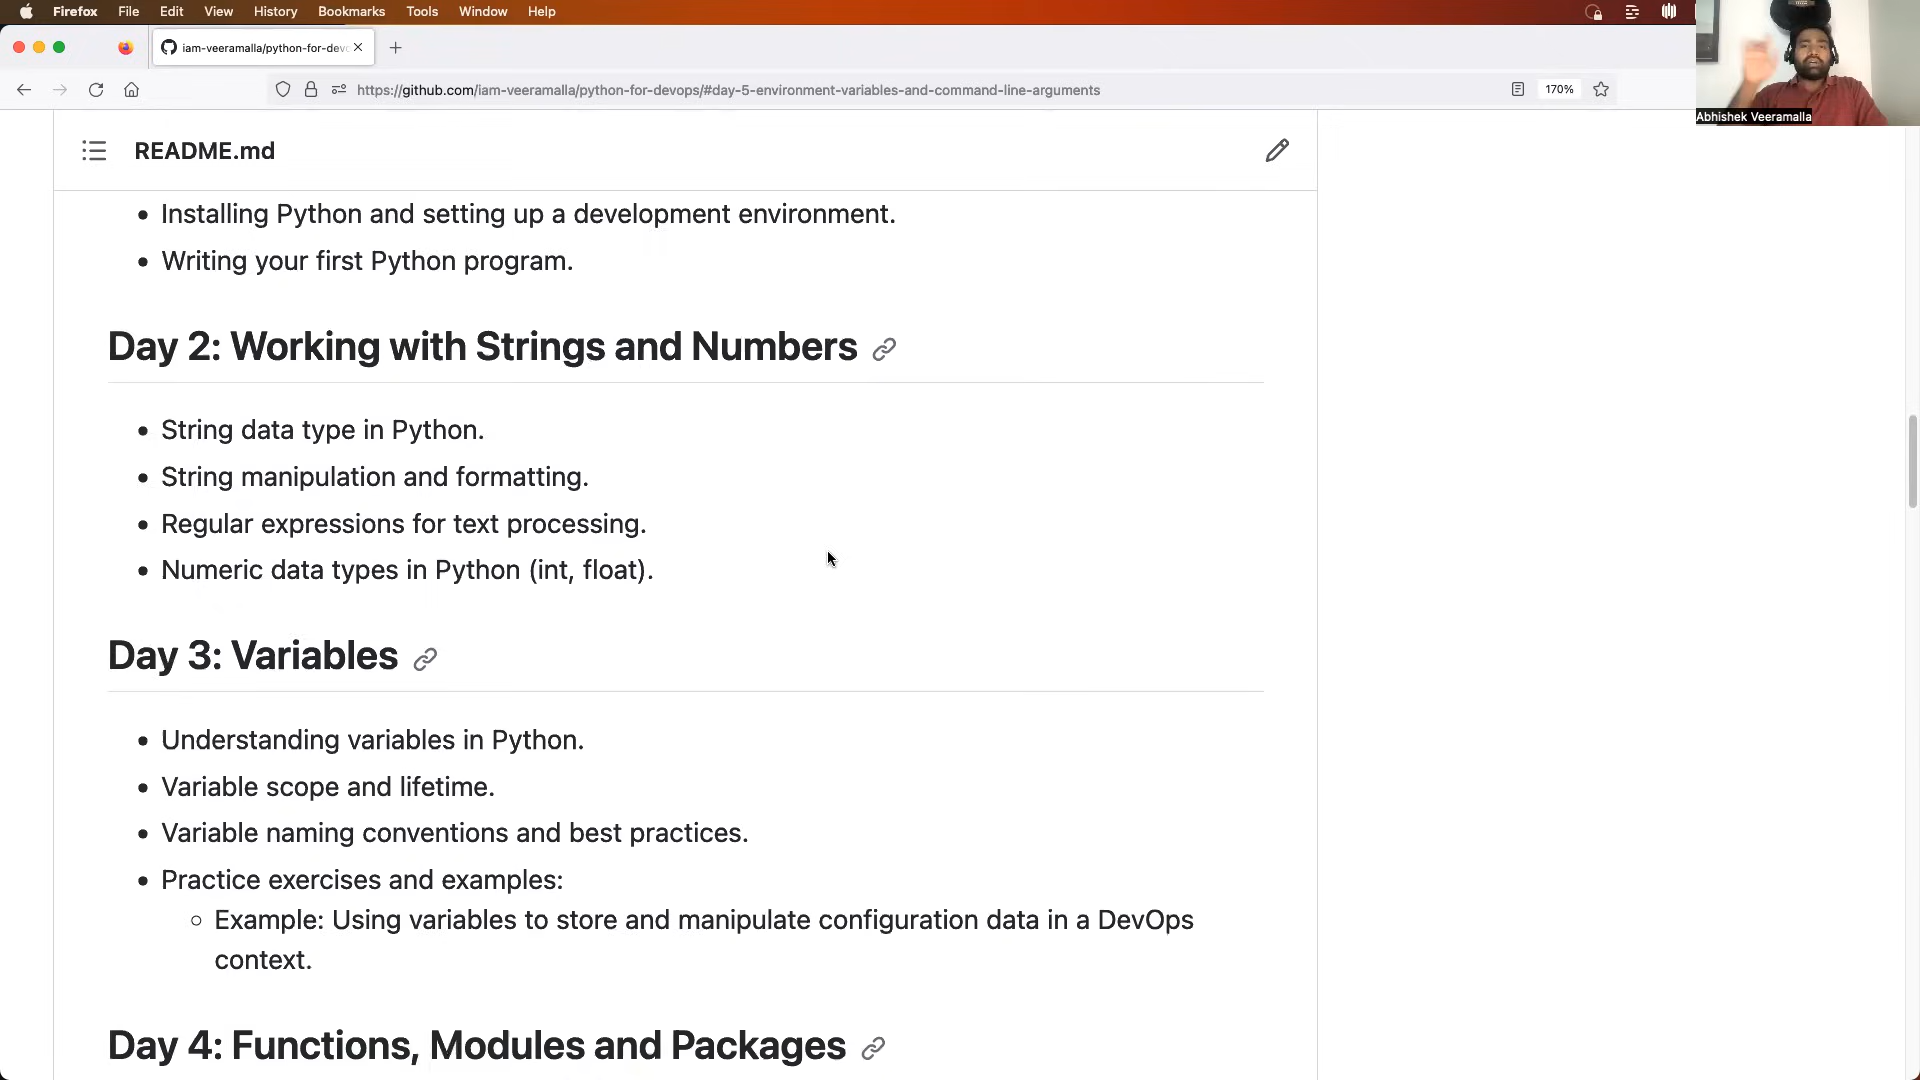 Firefox File Edit View History Bookmarks Tools Window Help
iam-veeramalla/python-for-dev
https://github.com/iam-veeramalla/python-for-devops/#day-5-environment-variables-and-command-line-arguments
170%
Abhishek Veeramalla
README.md
Installing Python and setting up a development environment.
Writing your first Python program.
Day 2: Working with Strings and Numbers
String data type in Python.
String manipulation and formatting.
Regular expressions for text processing.
Numeric data types in Python (int, float).
Day 3: Variables
Understanding variables in Python.
Variable scope and lifetime.
Variable naming conventions and best practices.
Practice exercises and examples:
Example: Using variables to store and manipulate configuration data in a DevOps
context.
Day 4: Functions, Modules and Packages